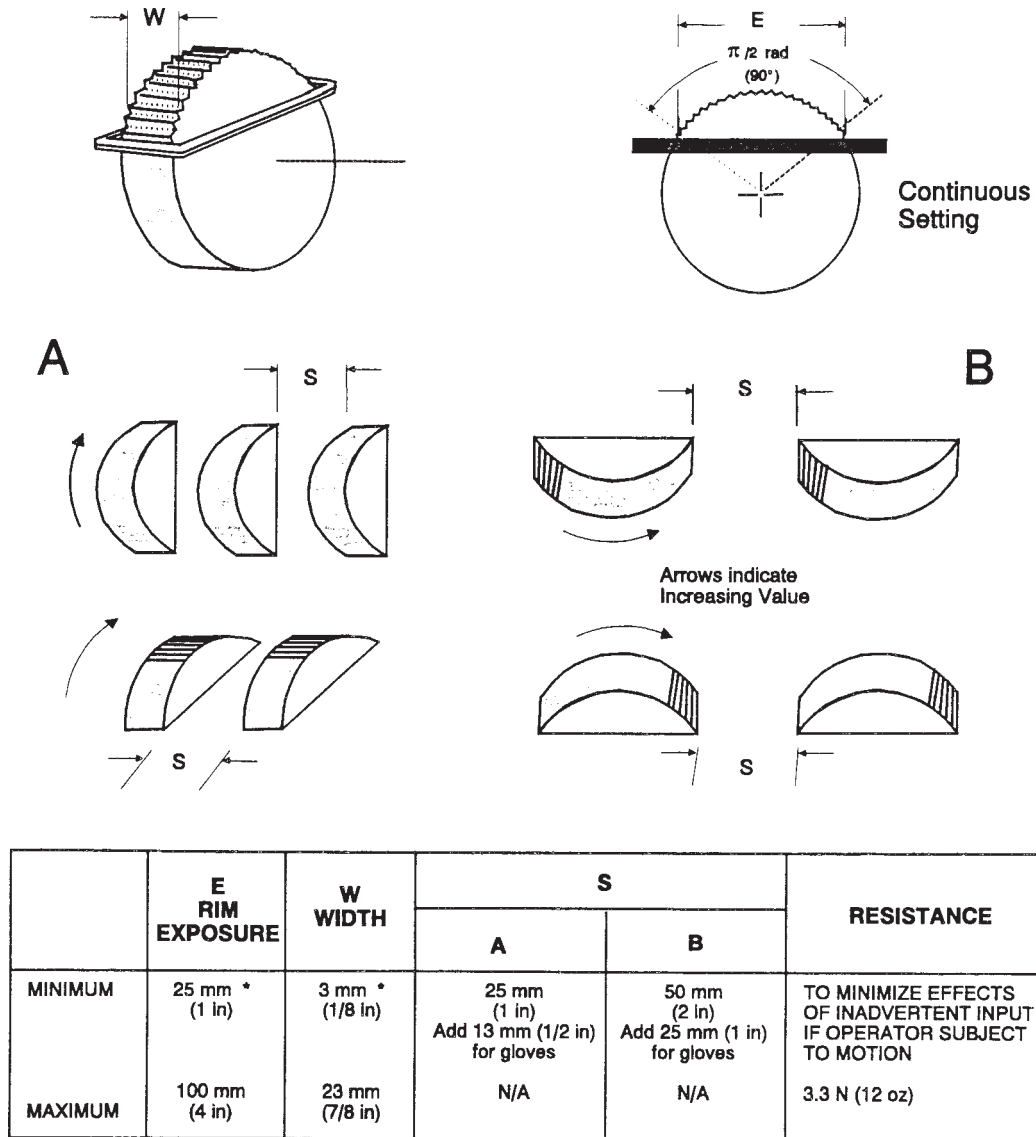 W
E
π/2 rad
(90°)
Continuous
Setting
A
S
B
S
Arrows indicate
Increasing Value
S
S
E
RIM
EXPOSURE
W
WIDTH
S
A
B
RESISTANCE
MINIMUM
25 mm *
(1 in)
3 mm *
(1/8 in)
25 mm
(1 in)
Add 13 mm (1/2 in)
for gloves
50 mm
(2 in)
Add 25 mm (1 in)
for gloves
TO MINIMIZE EFFECTS
OF INADVERTENT INPUT
IF OPERATOR SUBJECT
TO MOTION
MAXIMUM
100 mm
(4 in)
23 mm
(7/8 in)
N/A
N/A
3.3 N (12 oz)